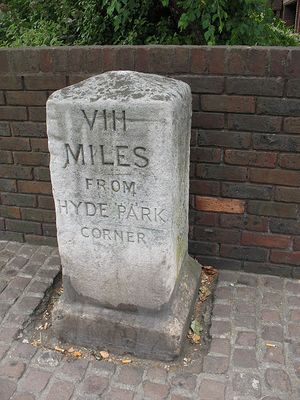 VIII
MILES
FROM
HYDE PARK
CORNER